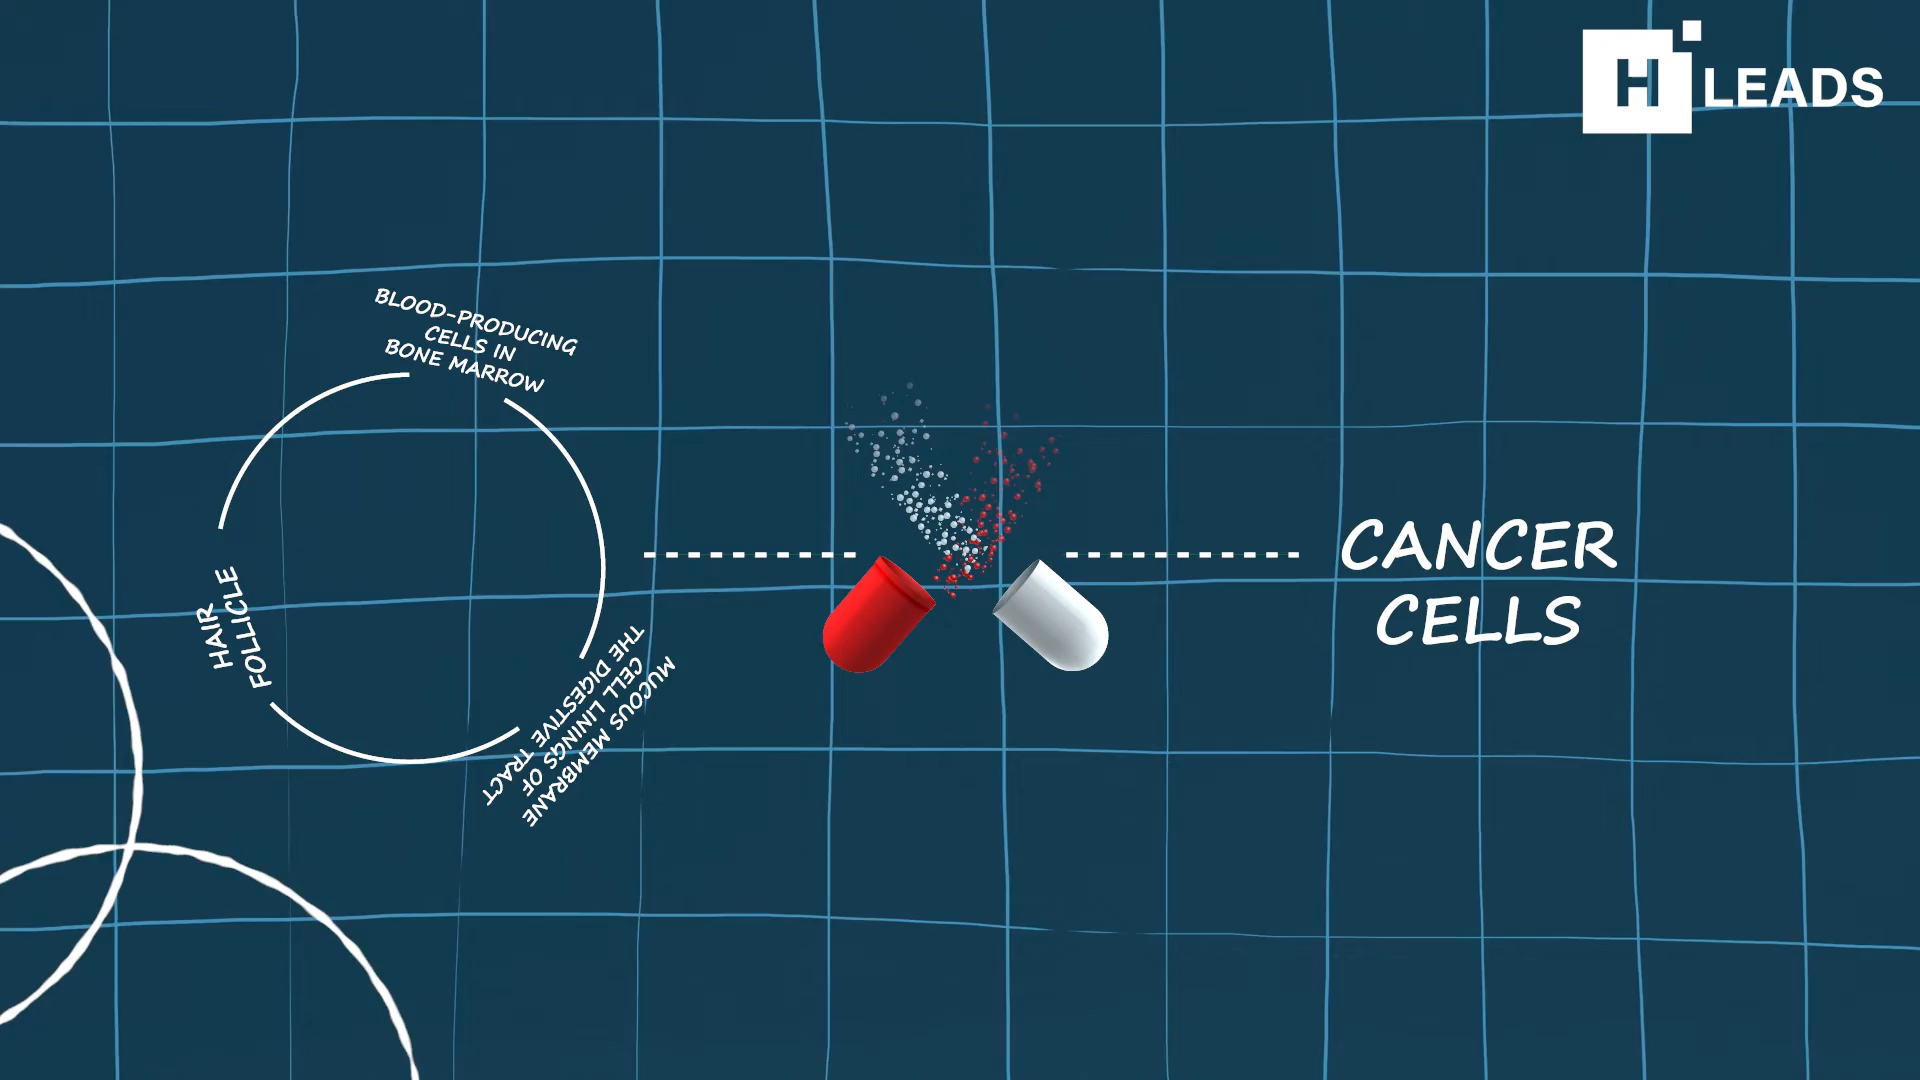 H LEADS
BLOOD-PRODUCING
CELLS IN
BONE MARROW
HAIR
FOLLICLE
MUCOUS MEMBRANE
CELL LININGS OF
THE DIGESTIVE TRACT
CANCER
CELLS